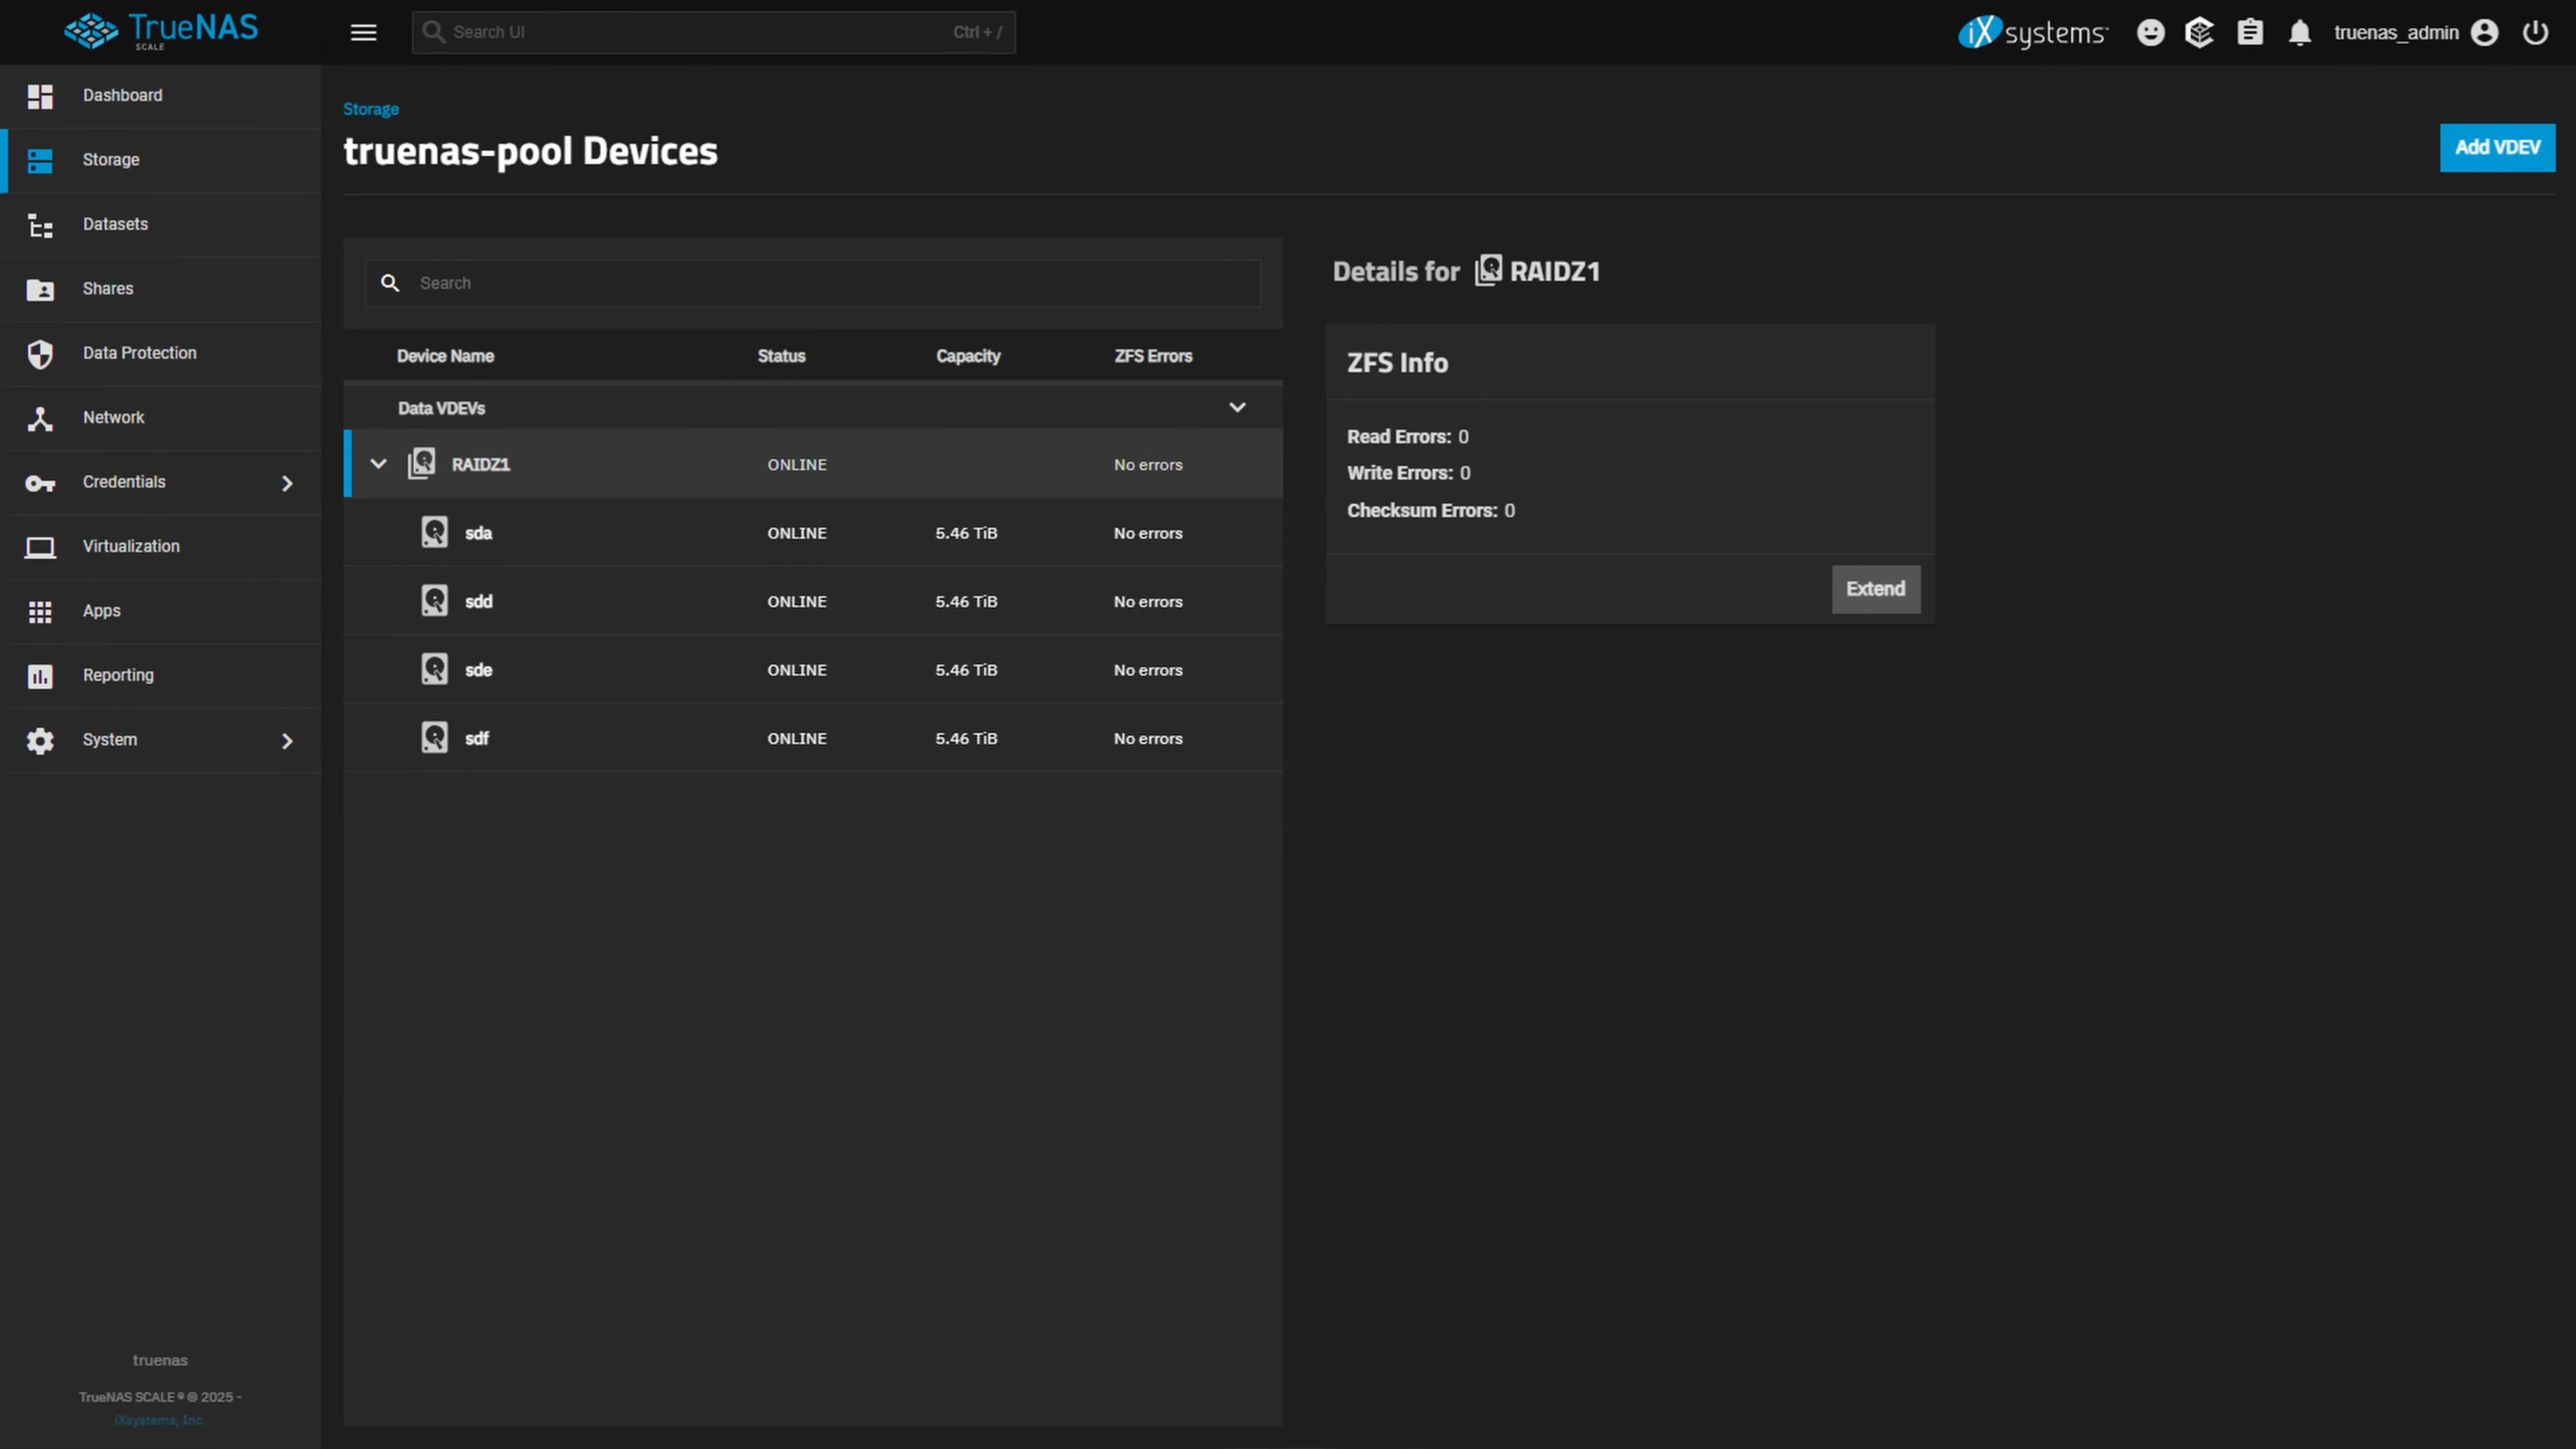 TrueNAS
SCALE
Search UI
Ctrl + /
iXsystems
truenas_admin
Dashboard
Storage
Datasets
Shares
Data Protection
Network
Credentials
Virtualization
Apps
Reporting
System
truenas
TrueNAS SCALE ® © 2025 -
iXsystems, Inc.
Storage
truenas-pool Devices
Add VDEV
Search
Device Name Status Capacity ZFS Errors
Data VDEVs
RAIDZ1 ONLINE No errors
sda ONLINE 5.46 TiB No errors
sdd ONLINE 5.46 TiB No errors
sde ONLINE 5.46 TiB No errors
sdf ONLINE 5.46 TiB No errors
Details for RAIDZ1
ZFS Info
Read Errors: 0
Write Errors: 0
Checksum Errors: 0
Extend